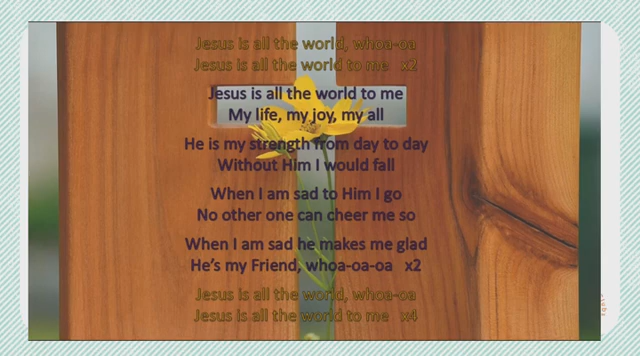 Jesus is all the world, whoa-oa
Jesus is all the world to me x2
Jesus is all the world to me
My life, my joy, my all
He is my strength from day to day
Without Him I would fall
When I am sad to Him I go
No other one can cheer me so
When I am sad he makes me glad
He's my Friend, whoa-oa-oa x2
Jesus is all the world, whoa-oa
Jesus is all the world to me x4